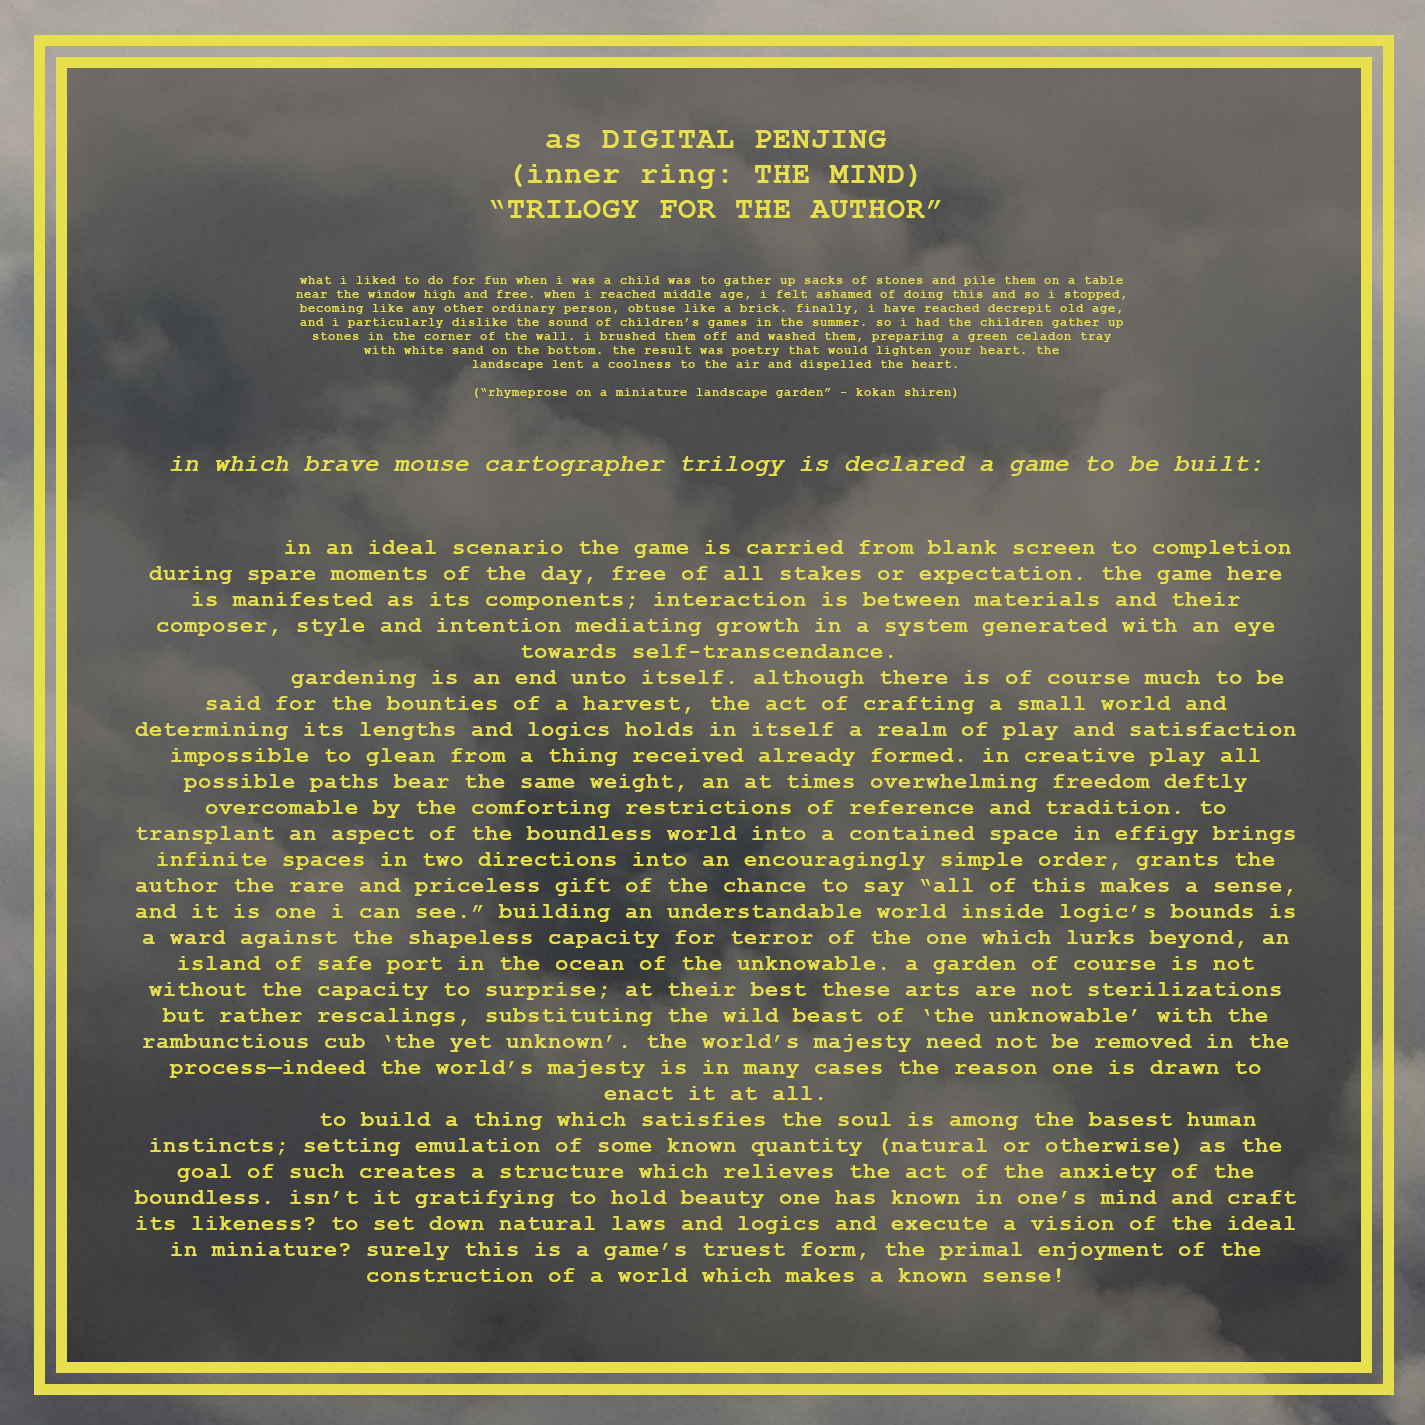 as DIGITAL PENJING
(inner ring: THE MIND)
“TRILOGY FOR THE AUTHOR”
what i liked to do for fun when i was a child was to gather up sacks of stones and pile them on a table
near the window high and free. when i reached middle age, i felt ashamed of doing this and so i stopped,
becoming like any other ordinary person, obtuse like a brick. finally, i have reached decrepit old age,
and i particularly dislike the sound of children’s games in the summer. so i had the children gather up
stones in the corner of the wall. i brushed them off and washed them, preparing a green celadon tray
with white sand on the bottom. the result was poetry that would lighten your heart. the
landscape lent a coolness to the air and dispelled the heart.
(“rhymeprose on a miniature landscape garden” - kokan shiren)
in which brave mouse cartographer trilogy is declared a game to be built:
in an ideal scenario the game is carried from blank screen to completion
during spare moments of the day, free of all stakes or expectation. the game here
is manifested as its components; interaction is between materials and their
composer, style and intention mediating growth in a system generated with an eye
towards self-transcendance.
gardening is an end unto itself. although there is of course much to be
said for the bounties of a harvest, the act of crafting a small world and
determining its lengths and logics holds in itself a realm of play and satisfaction
impossible to glean from a thing received already formed. in creative play all
possible paths bear the same weight, an at times overwhelming freedom deftly
overcomable by the comforting restrictions of reference and tradition. to
transplant an aspect of the boundless world into a contained space in effigy brings
infinite spaces in two directions into an encouragingly simple order, grants the
author the rare and priceless gift of the chance to say “all of this makes a sense,
and it is one i can see.” building an understandable world inside logic’s bounds is
a ward against the shapeless capacity for terror of the one which lurks beyond, an
island of safe port in the ocean of the unknowable. a garden of course is not
without the capacity to surprise; at their best these arts are not sterilizations
but rather rescalings, substituting the wild beast of ‘the unknowable’ with the
rambunctious cub ‘the yet unknown’. the world’s majesty need not be removed in the
process—indeed the world’s majesty is in many cases the reason one is drawn to
enact it at all.
to build a thing which satisfies the soul is among the basest human
instincts; setting emulation of some known quantity (natural or otherwise) as the
goal of such creates a structure which relieves the act of the anxiety of the
boundless. isn’t it gratifying to hold beauty one has known in one’s mind and craft
its likeness? to set down natural laws and logics and execute a vision of the ideal
in miniature? surely this is a game’s truest form, the primal enjoyment of the
construction of a world which makes a known sense!